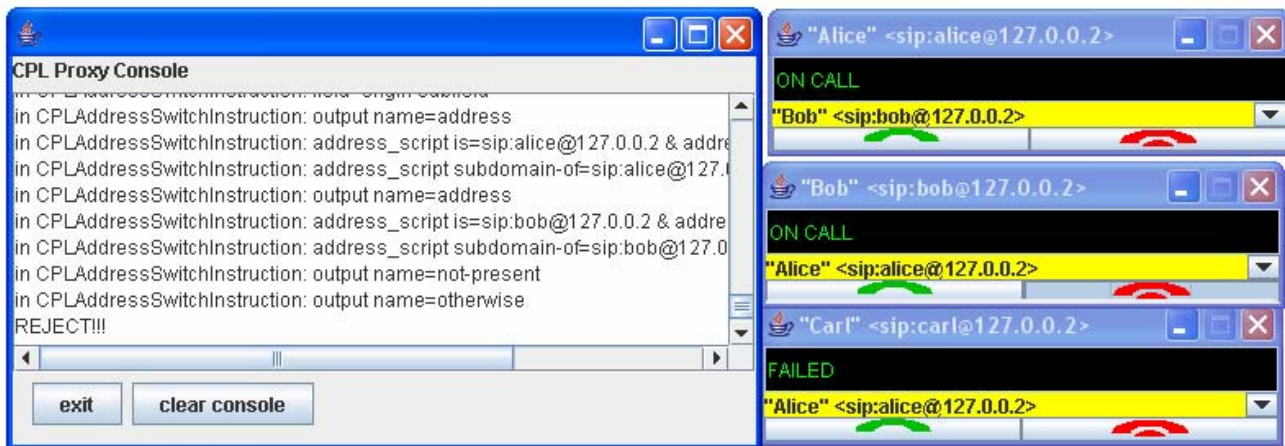 CPL Proxy Console
in CPLAddressSwitchInstruction: field=origin subfield
in CPLAddressSwitchInstruction: output name=address
in CPLAddressSwitchInstruction: address_script is=sip:alice@127.0.0.2 & addre
in CPLAddressSwitchInstruction: address_script subdomain-of=sip:alice@127.
in CPLAddressSwitchInstruction: output name=address
in CPLAddressSwitchInstruction: address_script is=sip:bob@127.0.0.2 & addre
in CPLAddressSwitchInstruction: address_script subdomain-of=sip:bob@127.0
in CPLAddressSwitchInstruction: output name=not-present
in CPLAddressSwitchInstruction: output name=otherwise
REJECT!!!
exit
clear console
"Alice" <sip:alice@127.0.0.2>
ON CALL
"Bob" <sip:bob@127.0.0.2>
"Bob" <sip:bob@127.0.0.2>
ON CALL
"Alice" <sip:alice@127.0.0.2>
"Carl" <sip:carl@127.0.0.2>
FAILED
"Alice" <sip:alice@127.0.0.2>